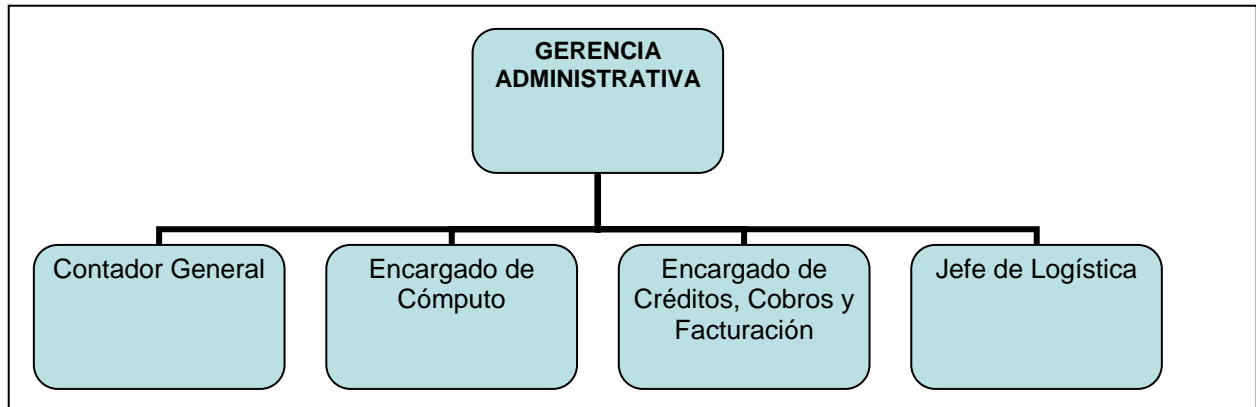 GERENCIA
ADMINISTRATIVA
Contador General
Encargado de
Cómputo
Encargado de
Créditos, Cobros y
Facturación
Jefe de Logística